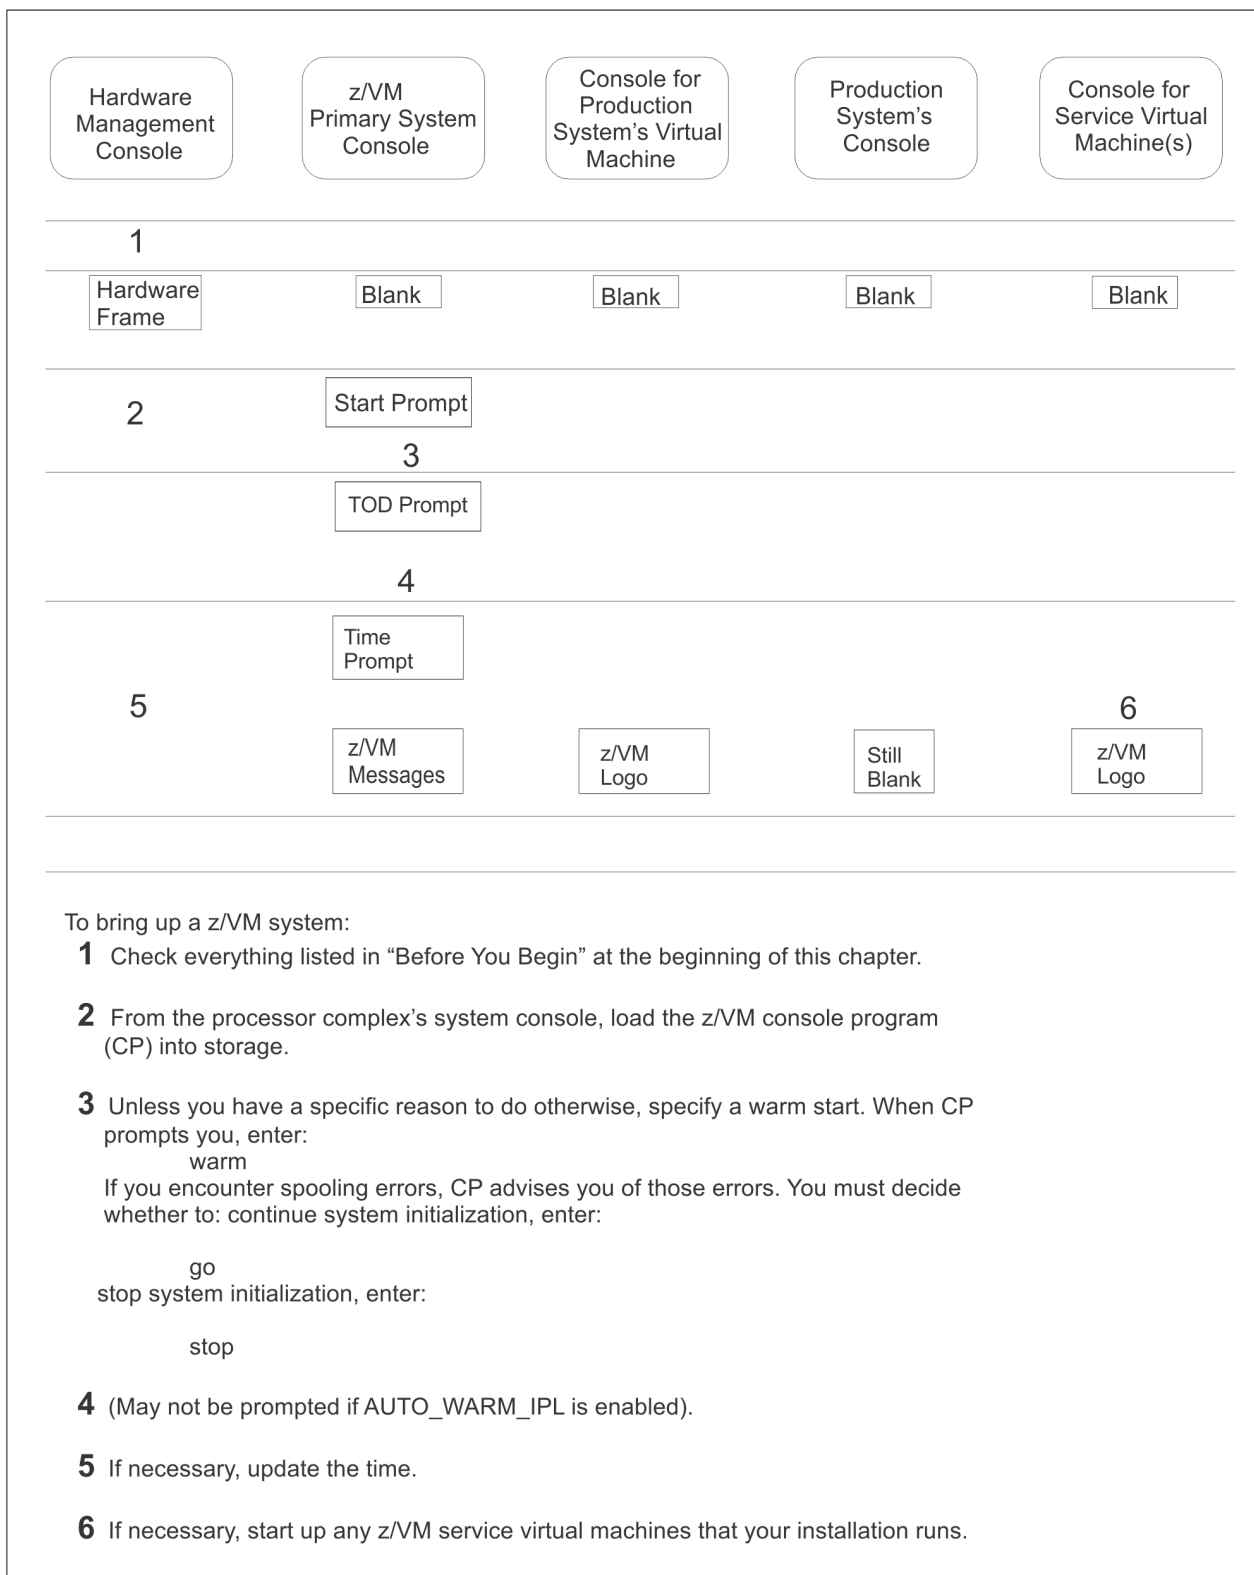 Hardware
Management
Console
z/VM
Primary System
Console
Console for
Production
System’s Virtual
Machine
Production
System’s
Console
Console for
Service Virtual
Machine(s)
1
Hardware
Frame
Blank
Blank
Blank
Blank
2
Start Prompt
3
TOD Prompt
4
Time
Prompt
5
6
z/VM
Messages
z/VM
Logo
Still
Blank
z/VM
Logo
To bring up a z/VM system:
1 Check everything listed in “Before You Begin” at the beginning of this chapter.
2 From the processor complex’s system console, load the z/VM console program
(CP) into storage.
3 Unless you have a specific reason to do otherwise, specify a warm start. When CP
prompts you, enter:
warm
If you encounter spooling errors, CP advises you of those errors. You must decide
whether to: continue system initialization, enter:
go
stop system initialization, enter:
stop
4 (May not be prompted if AUTO_WARM_IPL is enabled).
5 If necessary, update the time.
6 If necessary, start up any z/VM service virtual machines that your installation runs.